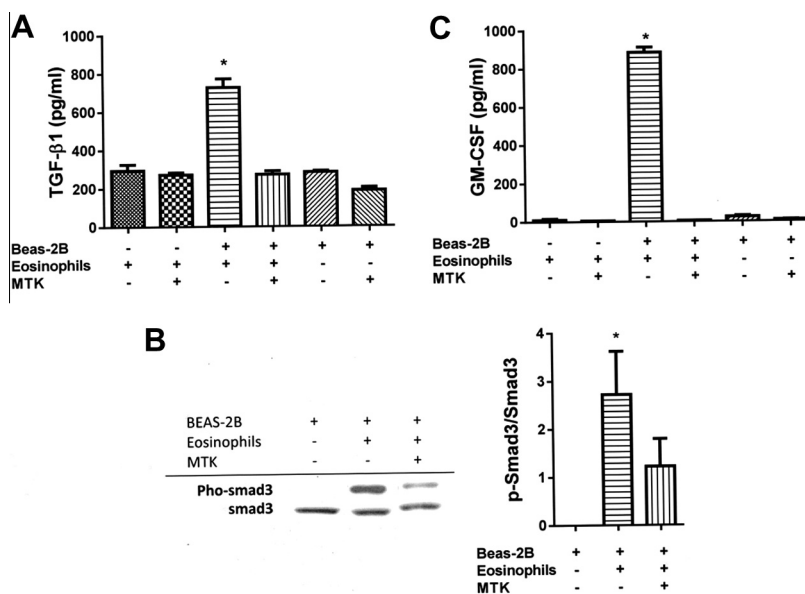 A
1000
*
800
600
400
200
0
TGF-β1 (pg/ml)
Beas-2B - - + + + +
Eosinophils + + + + - -
MTK - + - + - +
C
1000
*
800
600
400
200
0
GM-CSF (pg/ml)
Beas-2B - - + + + +
Eosinophils + + + + - -
MTK - + - + - +
B
BEAS-2B + + +
Eosinophils - + +
MTK - - +
Pho-smad3
smad3
4
*
3
2
1
0
p-Smad3/Smad3
Beas-2B + + +
Eosinophils - + +
MTK - - +